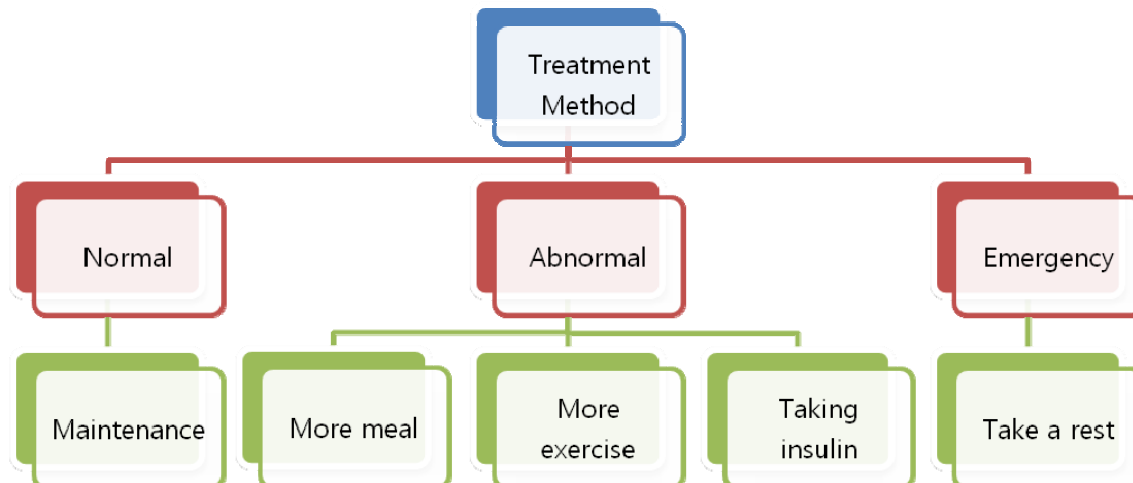 Treatment
Method
Normal
Abnormal
Emergency
Maintenance
More meal
More
exercise
Taking
insulin
Take a rest